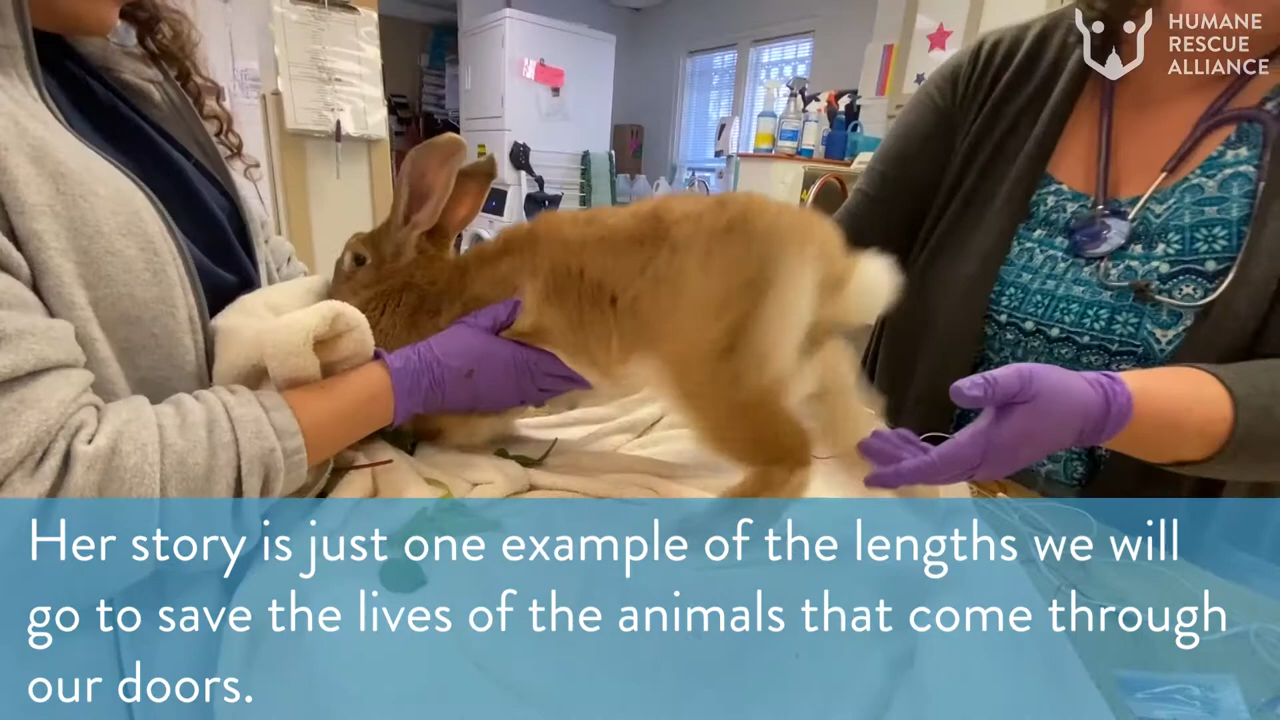 HUMANE
RESCUE
ALLIANCE
Her story is just one example of the lengths we will
go to save the lives of the animals that come through
our doors.